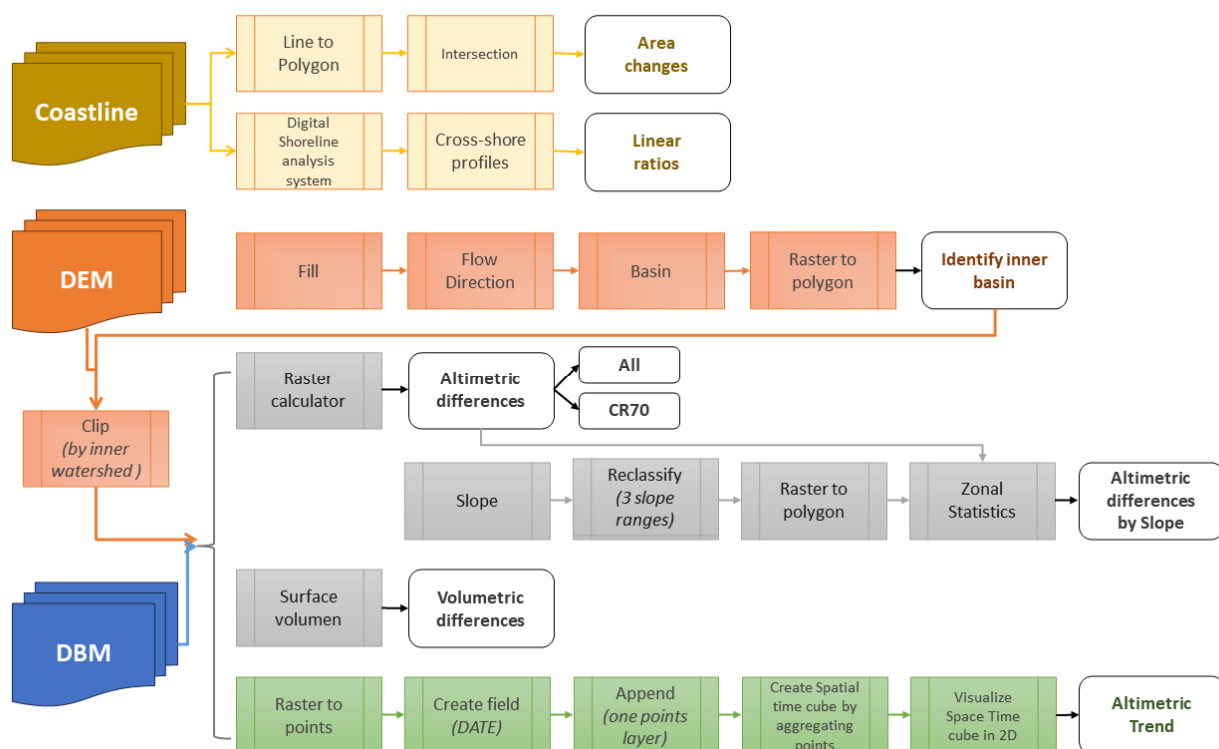 Coastline
Line to
Polygon
Intersection
Area
changes
Digital
Shoreline
analysis
system
Cross-shore
profiles
Linear
ratios
DEM
Fill
Flow
Direction
Basin
Raster to
polygon
Identify inner
basin
Clip
(by inner
watershed )
Raster
calculator
Altimetric
differences
All
CR70
Slope
Reclassify
(3 slope
ranges)
Raster to
polygon
Zonal
Statistics
Altimetric
differences
by Slope
DBM
Surface
volumen
Volumetric
differences
Raster to
points
Create field
(DATE)
Append
(one points
layer)
Create Spatial
time cube by
aggregating
points
Visualize
Space Time
cube in 2D
Altimetric
Trend